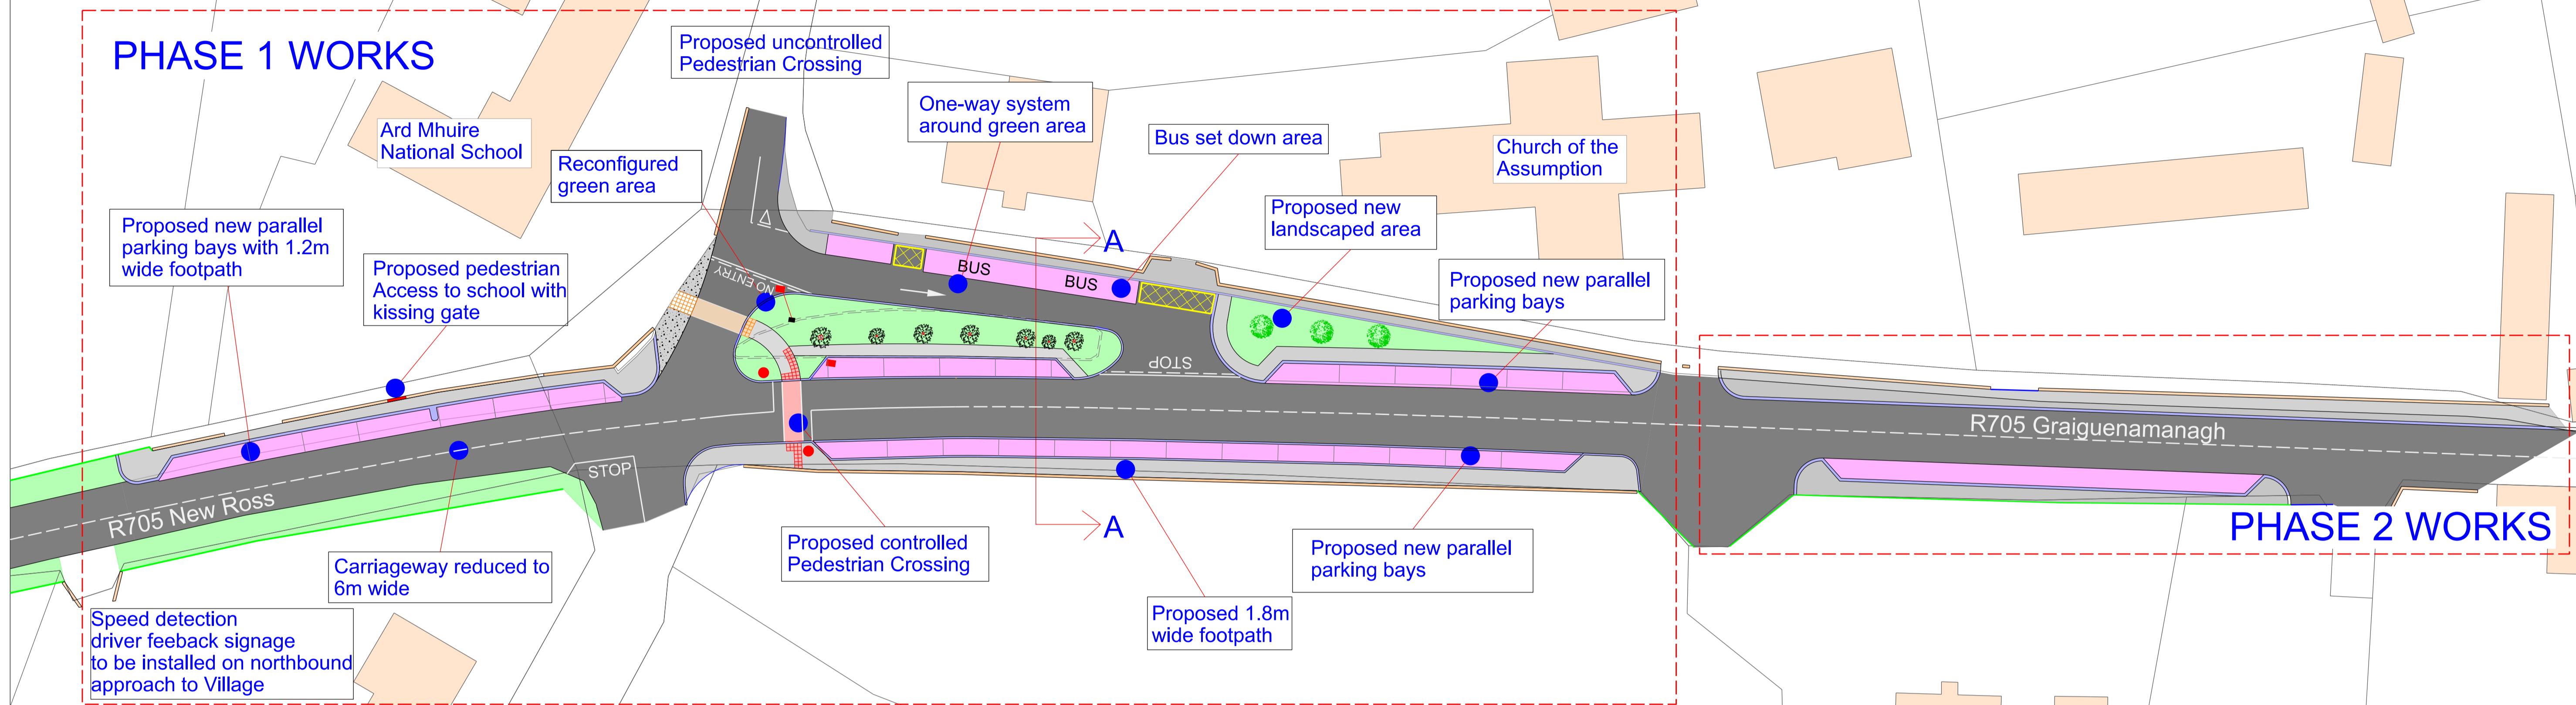 PHASE 1 WORKS
Proposed uncontrolled
Pedestrian Crossing
One-way system
around green area
Bus set down area
Ard Mhuire
National School
Reconfigured
green area
Church of the
Assumption
Proposed new
landscaped area
Proposed new parallel
parking bays with 1.2m
wide footpath
Proposed pedestrian
Access to school with
kissing gate
Proposed new parallel
parking bays
A
NO ENTRY
BUS
BUS
STOP
STOP
R705 New Ross
R705 Graiguenamanagh
A
PHASE 2 WORKS
Proposed controlled
Pedestrian Crossing
Proposed new parallel
parking bays
Carriageway reduced to
6m wide
Proposed 1.8m
wide footpath
Speed detection
driver feeback signage
to be installed on northbound
approach to Village